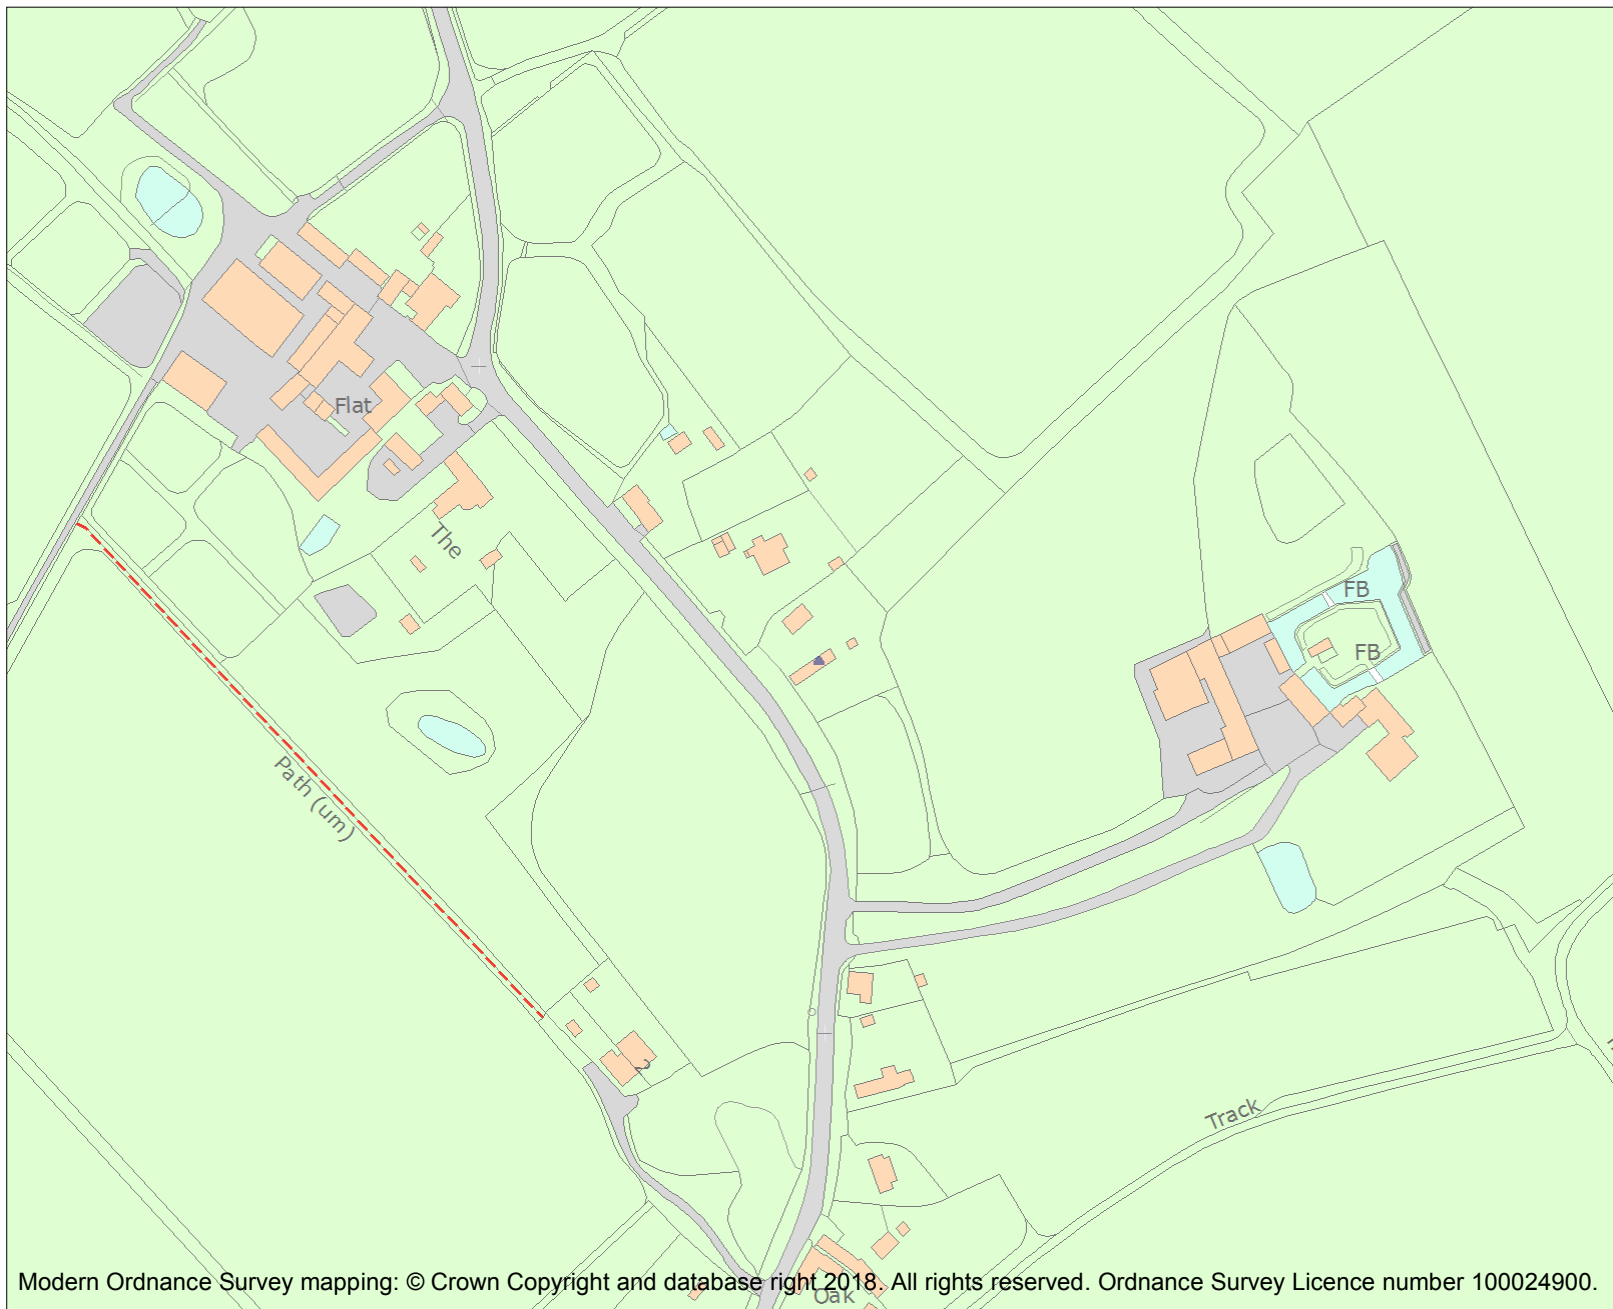 Flat
The
FB
FB
Path (um)
2
Track
Oak
Modern Ordnance Survey mapping: © Crown Copyright and database right 2018. All rights reserved. Ordnance Survey Licence number 100024900.